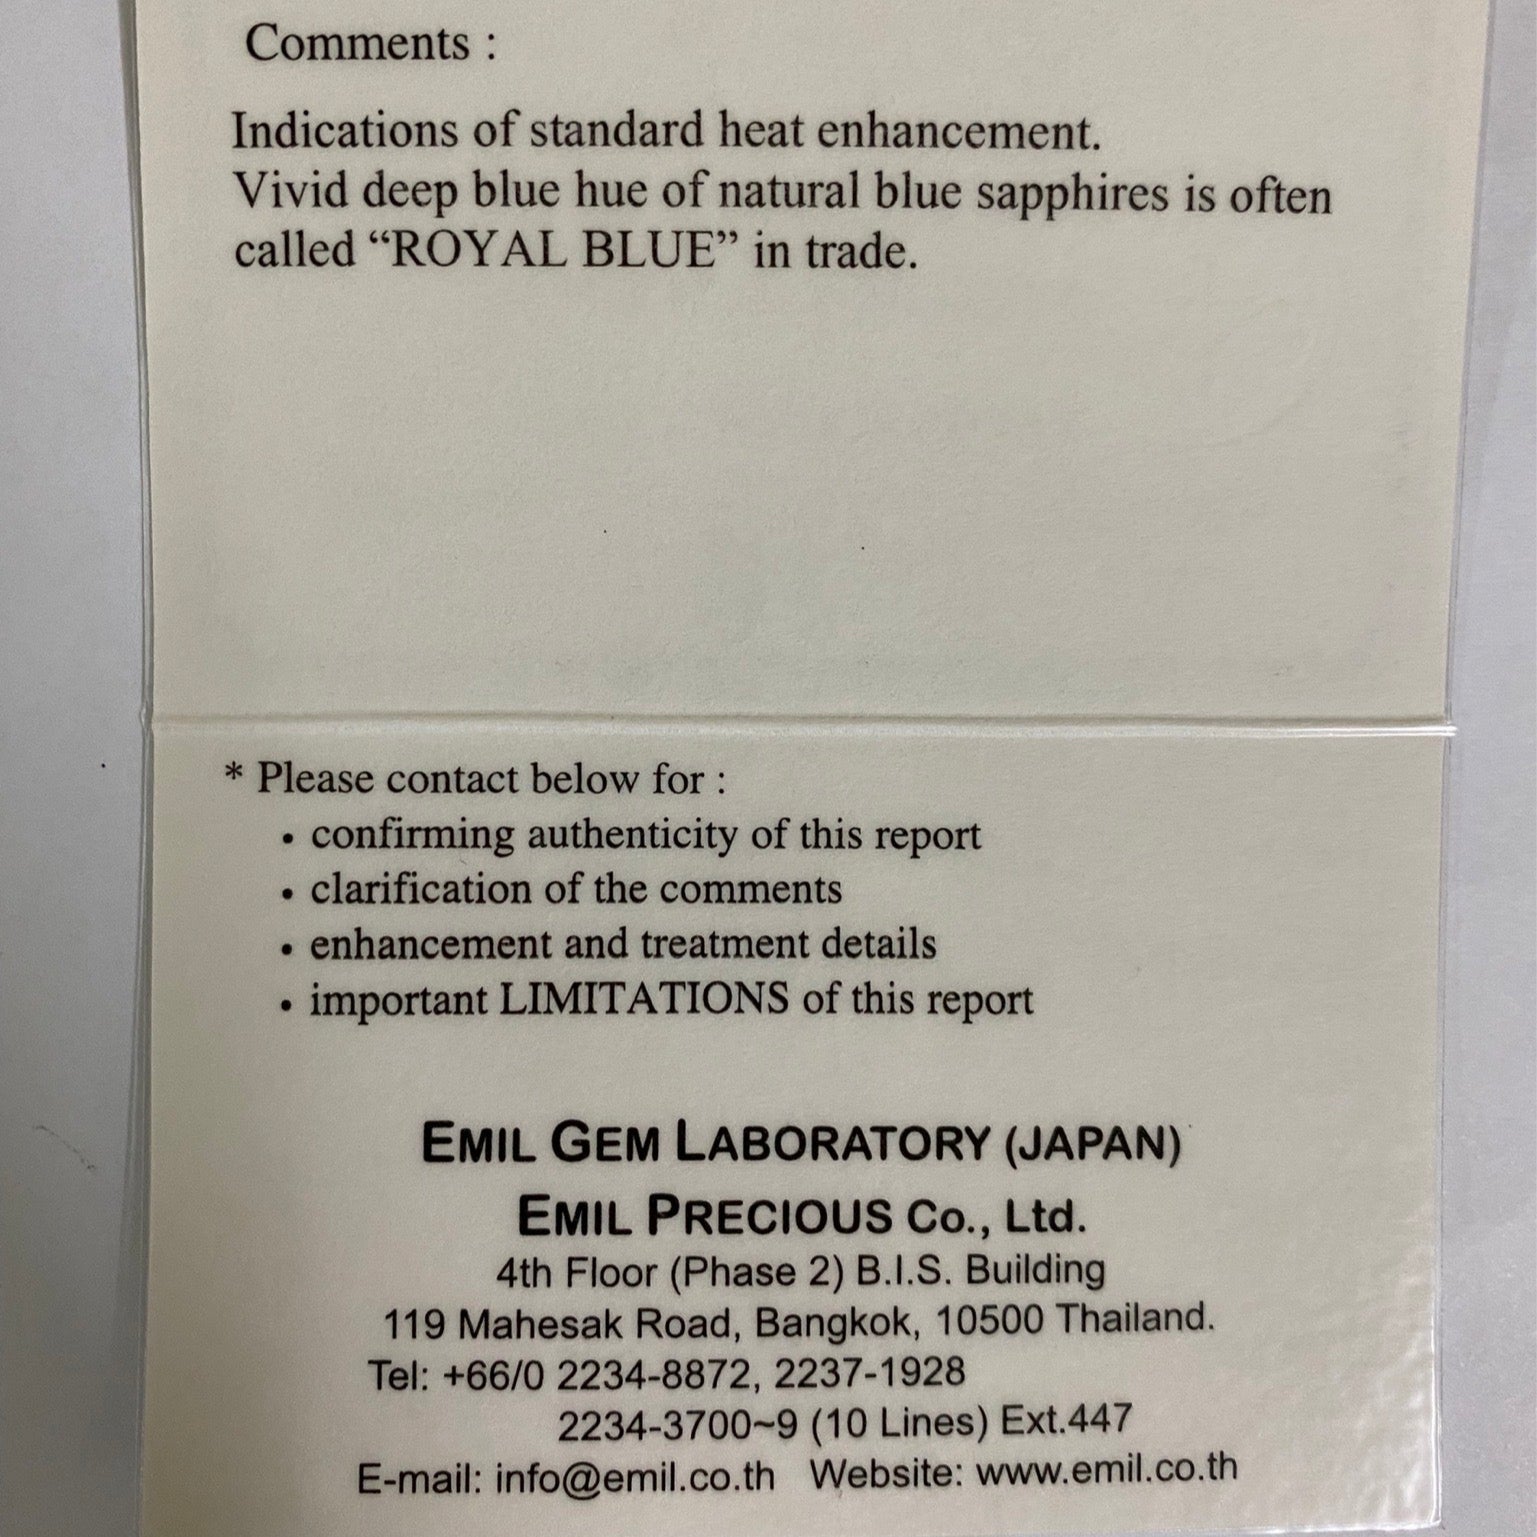 Comments :
Indications of standard heat enhancement.
Vivid deep blue hue of natural blue sapphires is often
called “ROYAL BLUE” in trade.
* Please contact below for :
• confirming authenticity of this report
• clarification of the comments
• enhancement and treatment details
• important LIMITATIONS of this report
EMIL GEM LABORATORY (JAPAN)
EMIL PRECIOUS Co., Ltd.
4th Floor (Phase 2) B.I.S. Building
119 Mahesak Road, Bangkok, 10500 Thailand.
Tel: +66/0 2234-8872, 2237-1928
2234-3700~9 (10 Lines) Ext.447
E-mail: info@emil.co.th Website: www.emil.co.th